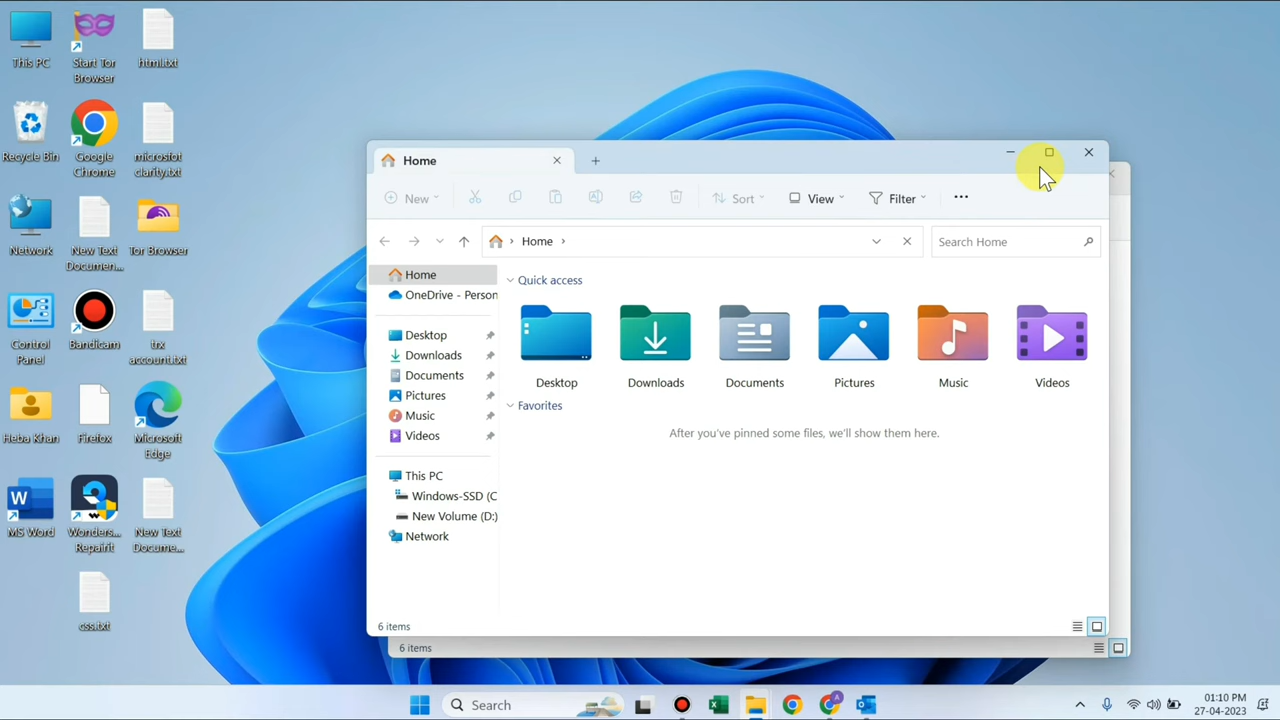 This PC
Start Tor
Browser
html.txt
Recycle Bin
Google
Chrome
microsfot
clarity.txt
Network
New Text
Documen...
Tor Browser
Control
Panel
Bandicam
trx
account.txt
Heba Khan
Firefox
Microsoft
Edge
MS Word
Wonders...
Repairit
New Text
Docume...
css.txt
Home
New
Sort
View
Filter
Home
Search Home
Home
OneDrive - Person
Desktop
Downloads
Documents
Pictures
Music
Videos
This PC
Windows-SSD (C
New Volume (D:)
Network
Quick access
Desktop
Downloads
Documents
Pictures
Music
Videos
Favorites
After you've pinned some files, we'll show them here.
6 items
6 items
Search
A
01:10 PM
27-04-2023